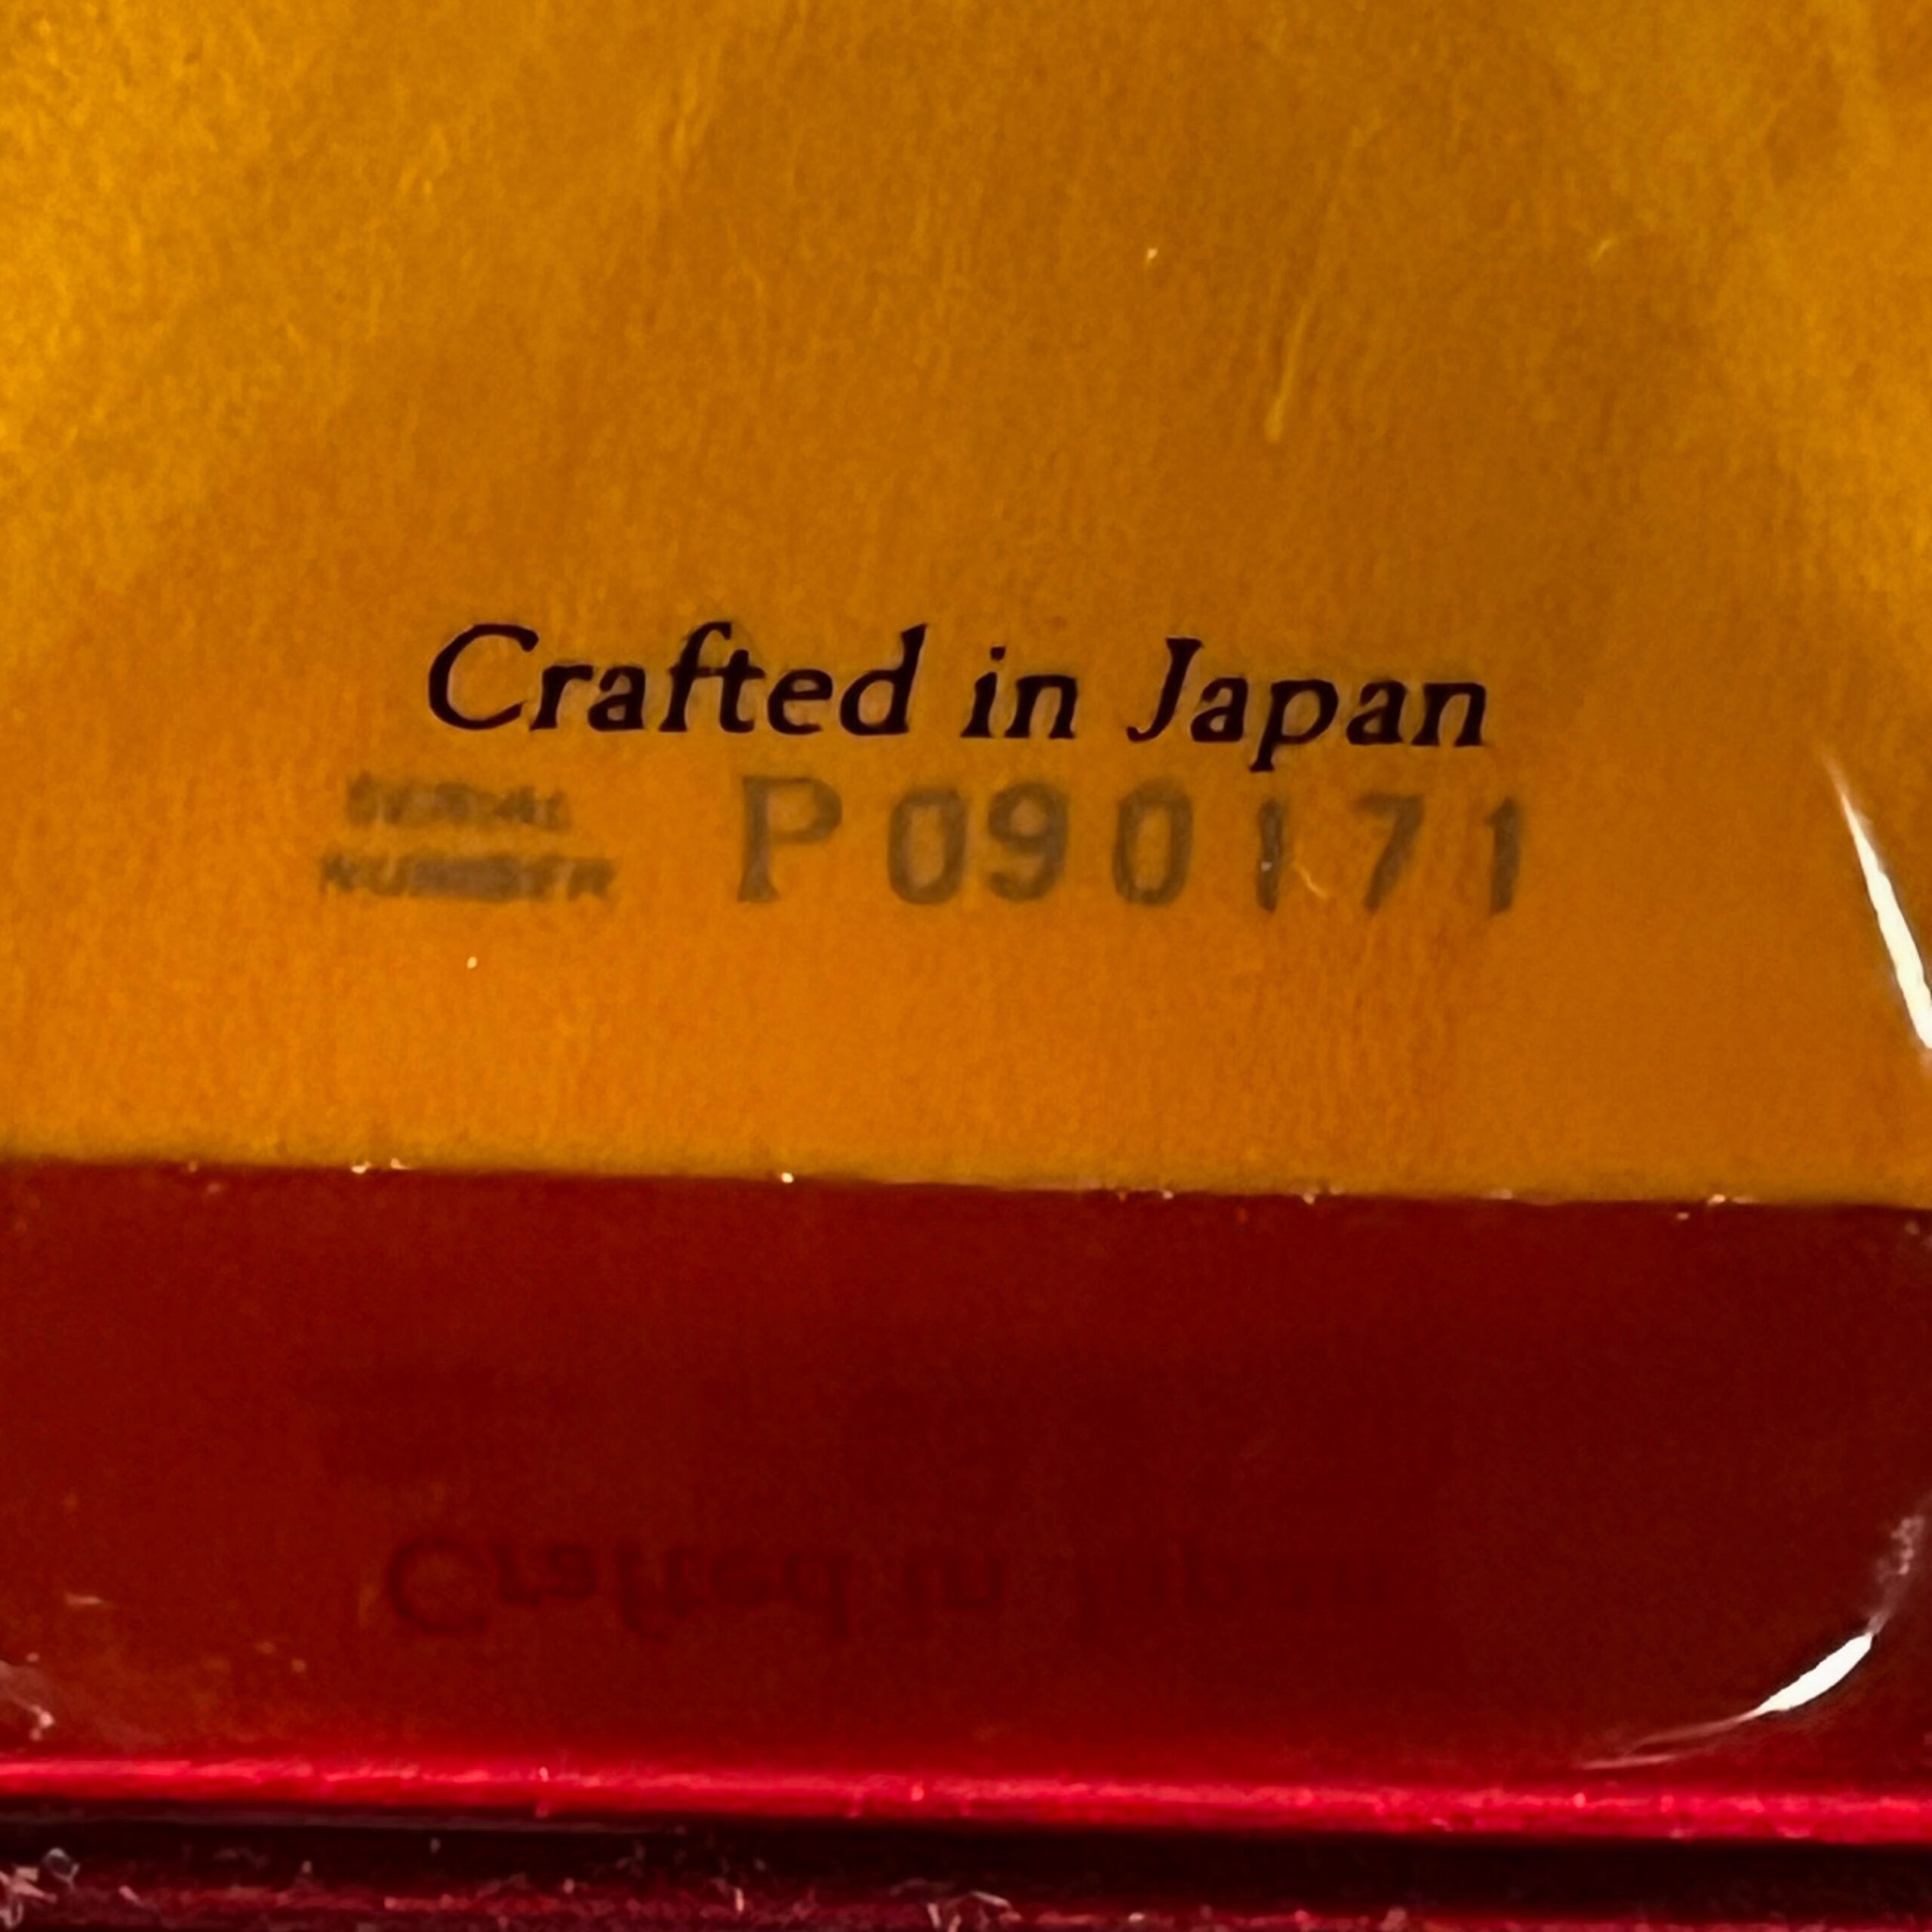 Crafted in Japan
SERIAL
NUMBER P090171